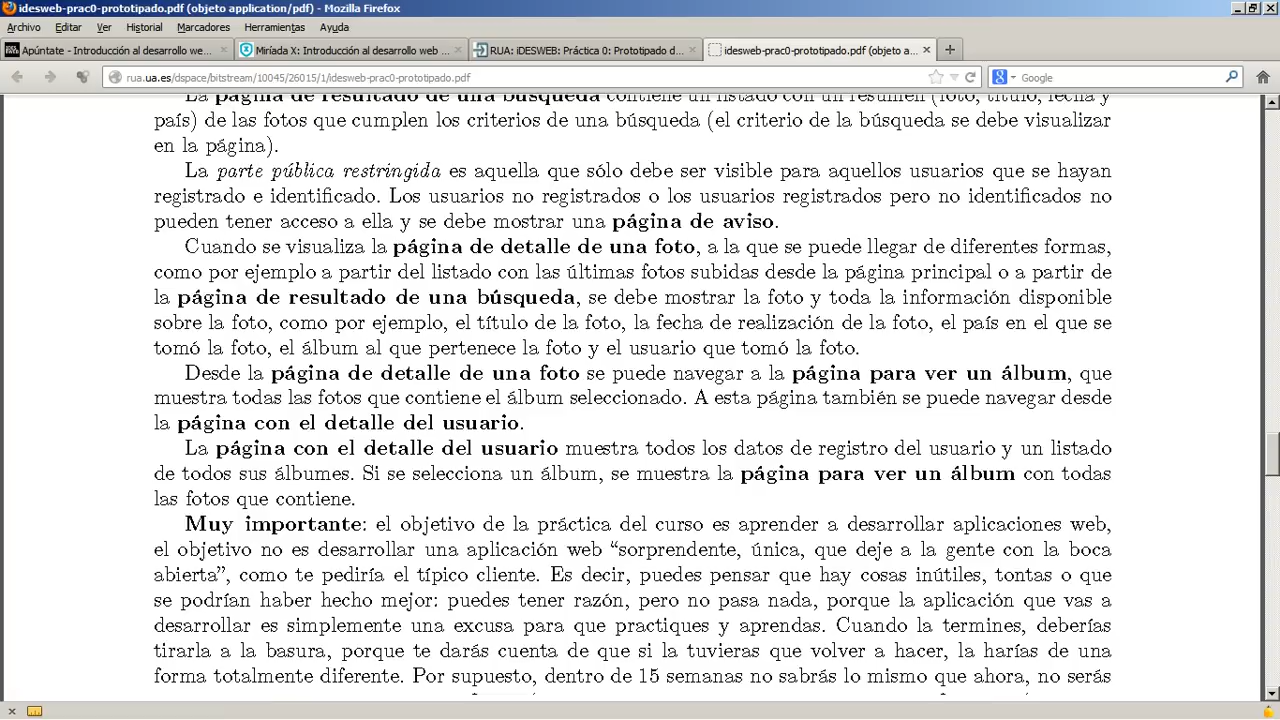 idesweb-prac0-prototipado.pdf (objeto application/pdf) - Mozilla Firefox
Archivo Editar Ver Historial Marcadores Herramientas Ayuda
Apúntate - Introducción al desarrollo we... Miríada X: Introducción al desarrollo web ... RUA: iDESWEB: Práctica 0: Prototipado d... idesweb-prac0-prototipado.pdf (objeto a...
rua.ua.es/dspace/bitstream/10045/26015/1/idesweb-prac0-prototipado.pdf Google
La página de resultado de una búsqueda contiene un listado con un resumen (foto, título, fecha y
país) de las fotos que cumplen los criterios de una búsqueda (el criterio de la búsqueda se debe visualizar
en la página).
La parte pública restringida es aquella que sólo debe ser visible para aquellos usuarios que se hayan
registrado e identificado. Los usuarios no registrados o los usuarios registrados pero no identificados no
pueden tener acceso a ella y se debe mostrar una página de aviso.
Cuando se visualiza la página de detalle de una foto, a la que se puede llegar de diferentes formas,
como por ejemplo a partir del listado con las últimas fotos subidas desde la página principal o a partir de
la página de resultado de una búsqueda, se debe mostrar la foto y toda la información disponible
sobre la foto, como por ejemplo, el título de la foto, la fecha de realización de la foto, el país en el que se
tomó la foto, el álbum al que pertenece la foto y el usuario que tomó la foto.
Desde la página de detalle de una foto se puede navegar a la página para ver un álbum, que
muestra todas las fotos que contiene el álbum seleccionado. A esta página también se puede navegar desde
la página con el detalle del usuario.
La página con el detalle del usuario muestra todos los datos de registro del usuario y un listado
de todos sus álbumes. Si se selecciona un álbum, se muestra la página para ver un álbum con todas
las fotos que contiene.
Muy importante: el objetivo de la práctica del curso es aprender a desarrollar aplicaciones web,
el objetivo no es desarrollar una aplicación web “sorprendente, única, que deje a la gente con la boca
abierta”, como te pediría el típico cliente. Es decir, puedes pensar que hay cosas inútiles, tontas o que
se podrían haber hecho mejor: puedes tener razón, pero no pasa nada, porque la aplicación que vas a
desarrollar es simplemente una excusa para que practiques y aprendas. Cuando la termines, deberías
tirarla a la basura, porque te darás cuenta de que si la tuvieras que volver a hacer, la harías de una
forma totalmente diferente. Por supuesto, dentro de 15 semanas no sabrás lo mismo que ahora, no serás